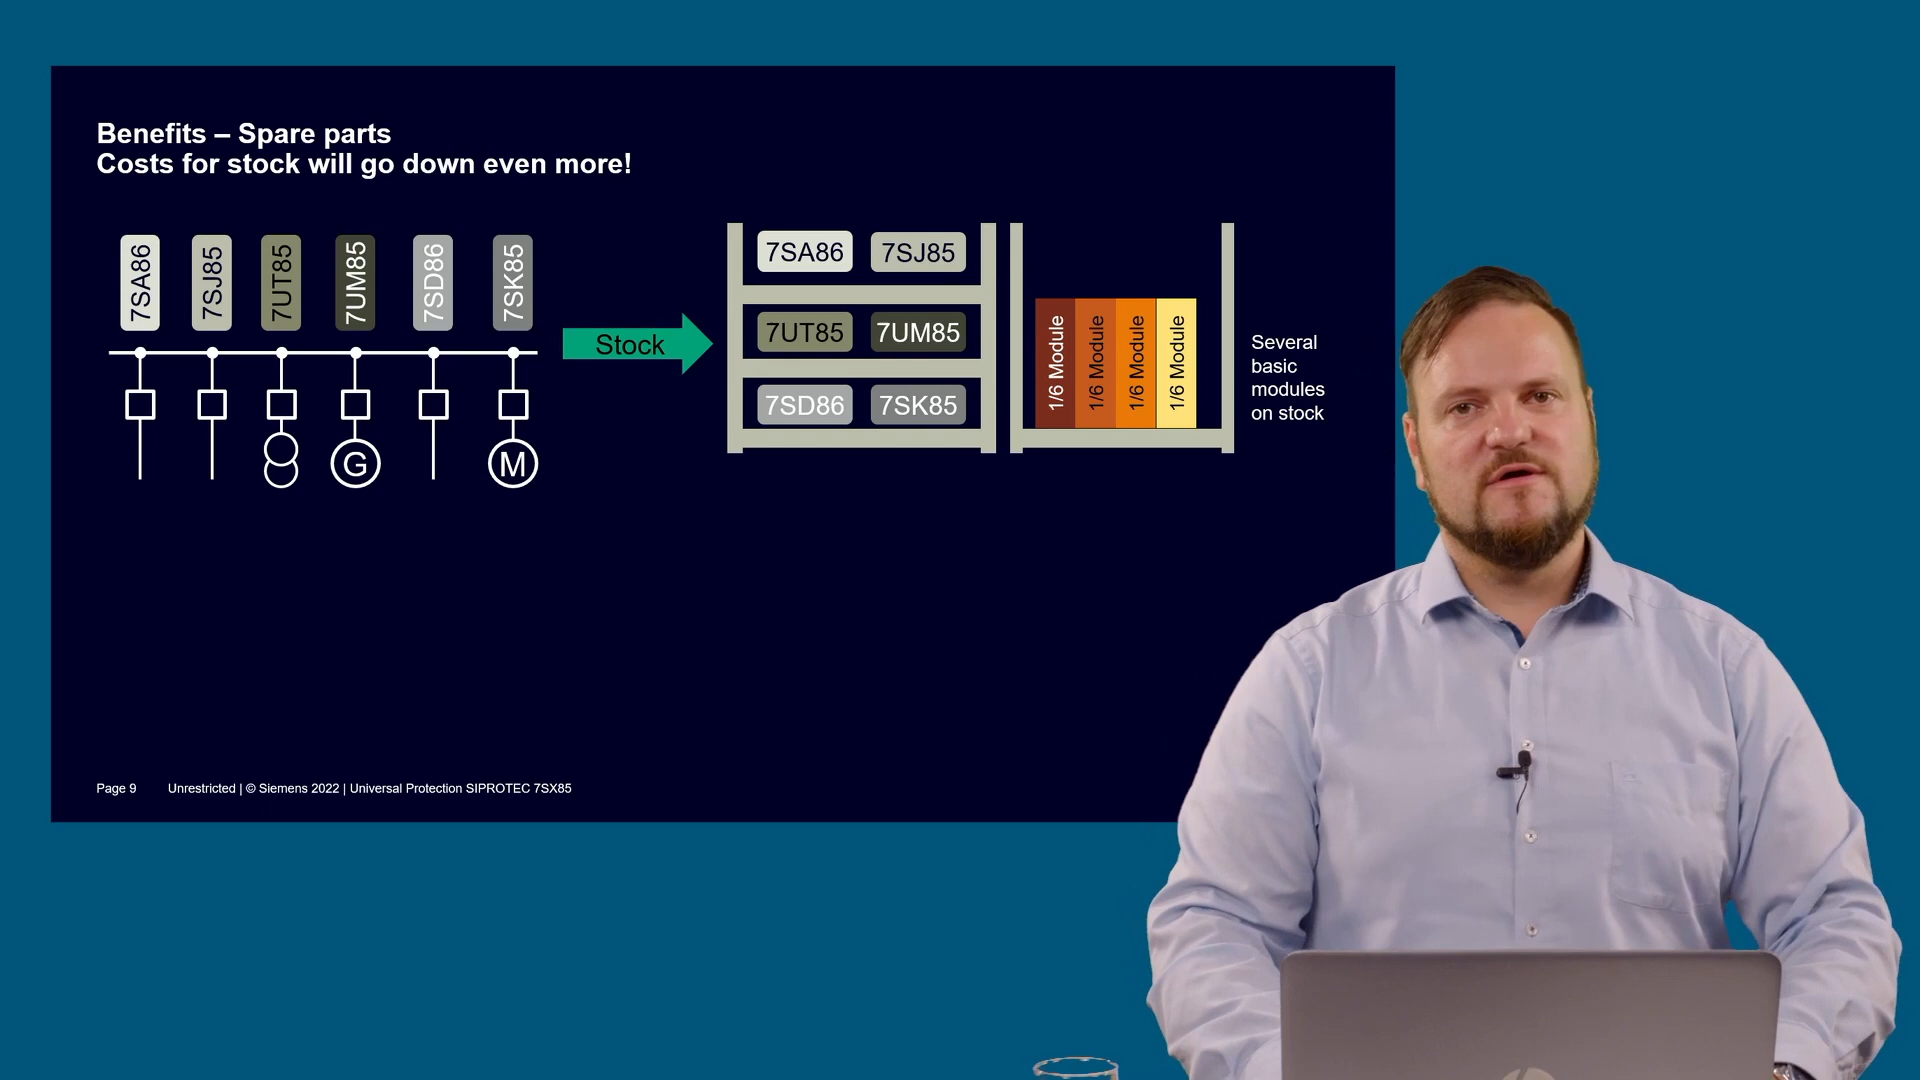 Benefits – Spare parts
Costs for stock will go down even more!
7SA86
7SJ85
7UT85
7UM85
7SD86
7SK85
G
M
Stock
7SA86 7SJ85
7UT85 7UM85
7SD86 7SK85
1/6 Module
1/6 Module
1/6 Module
1/6 Module
Several
basic
modules
on stock
Page 9 Unrestricted | © Siemens 2022 | Universal Protection SIPROTEC 7SX85